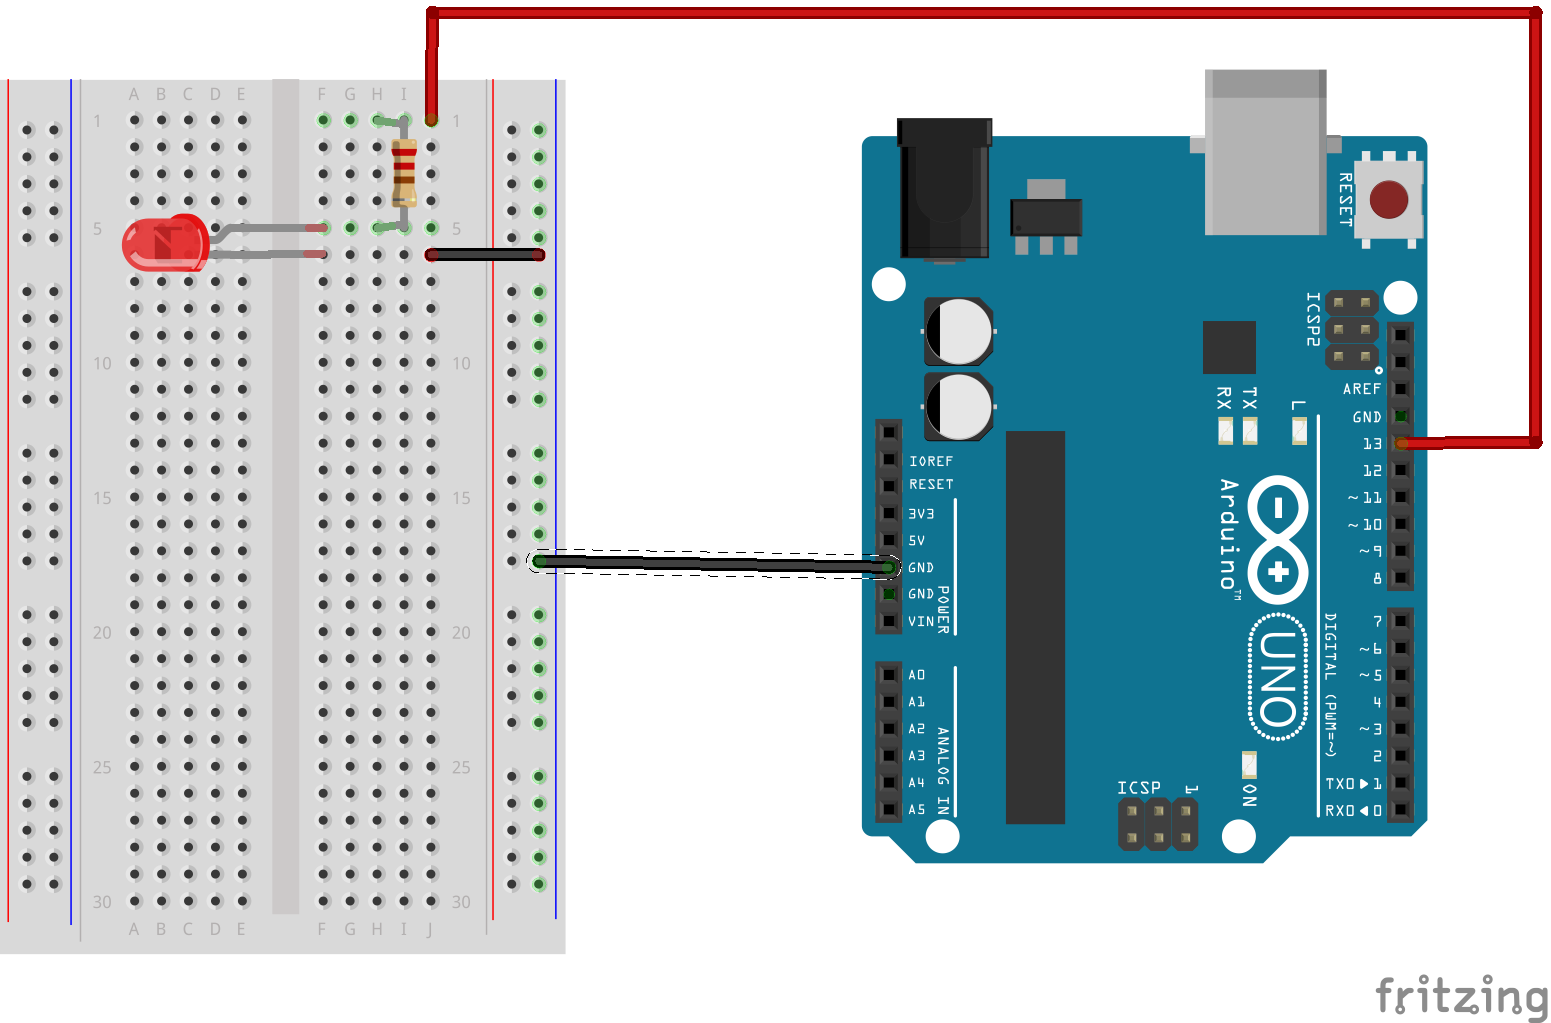 A B C D E F G H I
1 1
5 5
10 10
15 15
20 20
25 25
30 30
A B C D E F G H I J
RESET
ICSP2
AREF
GND
13
12
~11
~10
~9
8
7
~6
~5
4
~3
2
TX0 1
RX0 0
DIGITAL (PWM=~)
RX
TX
L
IOREF
RESET
3V3
5V
GND
GND
VIN
POWER
A0
A1
A2
A3
A4
A5
ANALOG IN
Arduino™
UNO
ON
ICSP
1
fritzing